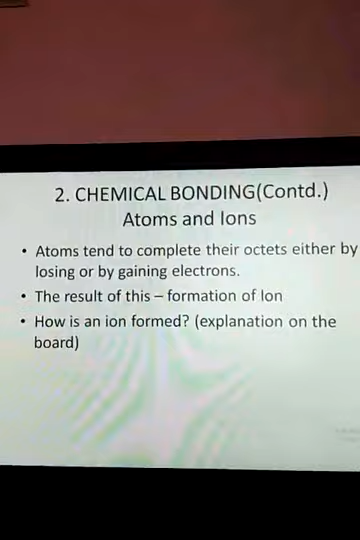 2. CHEMICAL BONDING(Contd.)
Atoms and Ions
• Atoms tend to complete their octets either by
losing or by gaining electrons.
• The result of this – formation of Ion
• How is an ion formed? (explanation on the
board)